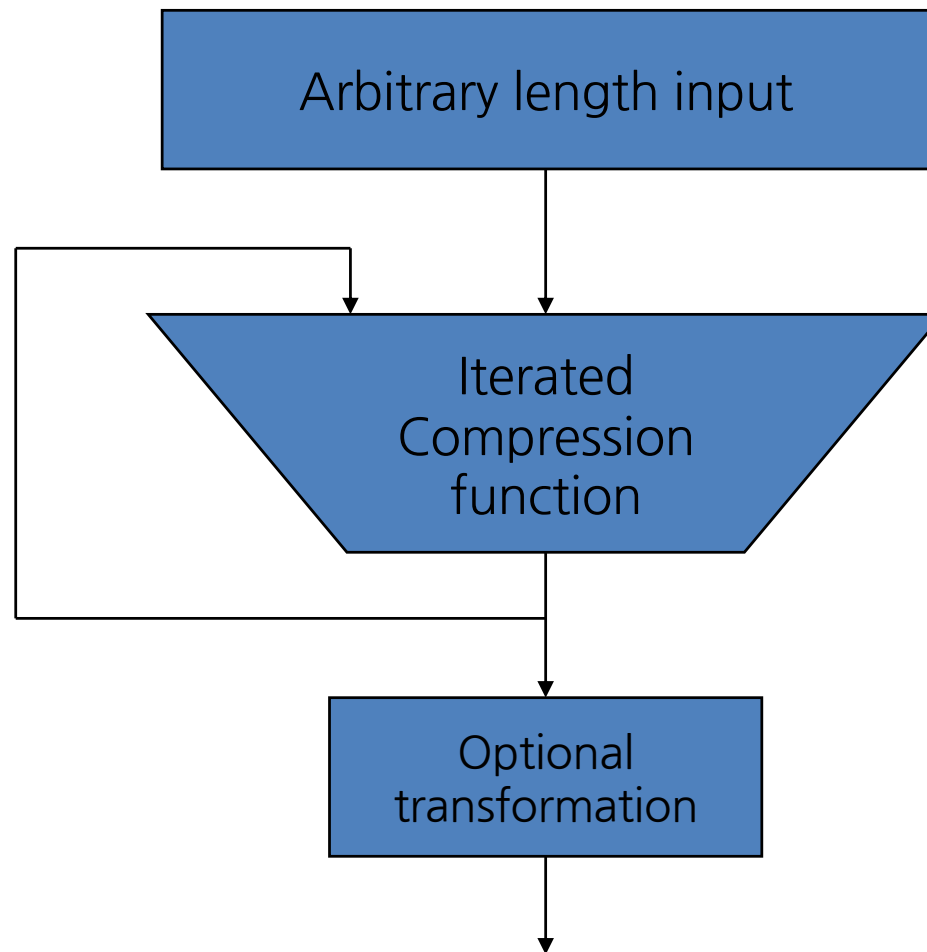 Arbitrary length input
Iterated
Compression
function
Optional
transformation